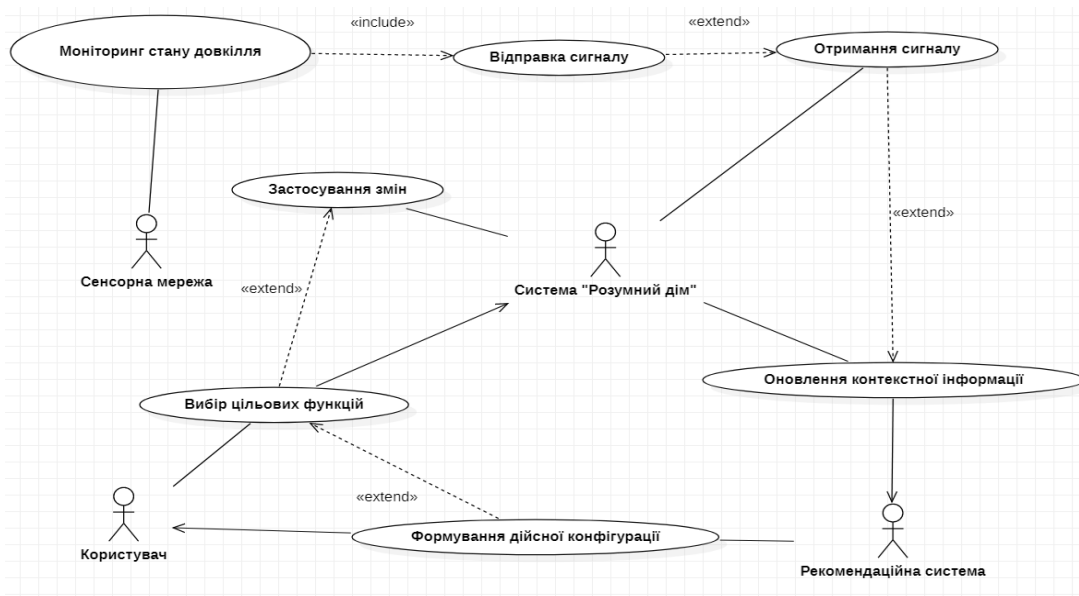 «include»
«extend»
Моніторинг стану довкілля
Відправка сигналу
Отримання сигналу
Застосування змін
«extend»
Сенсорна мережа
«extend»
Система "Розумний дім"
Оновлення контекстної інформації
Вибір цільових функцій
«extend»
Користувач
Формування дійсної конфігурації
Рекомендаційна система